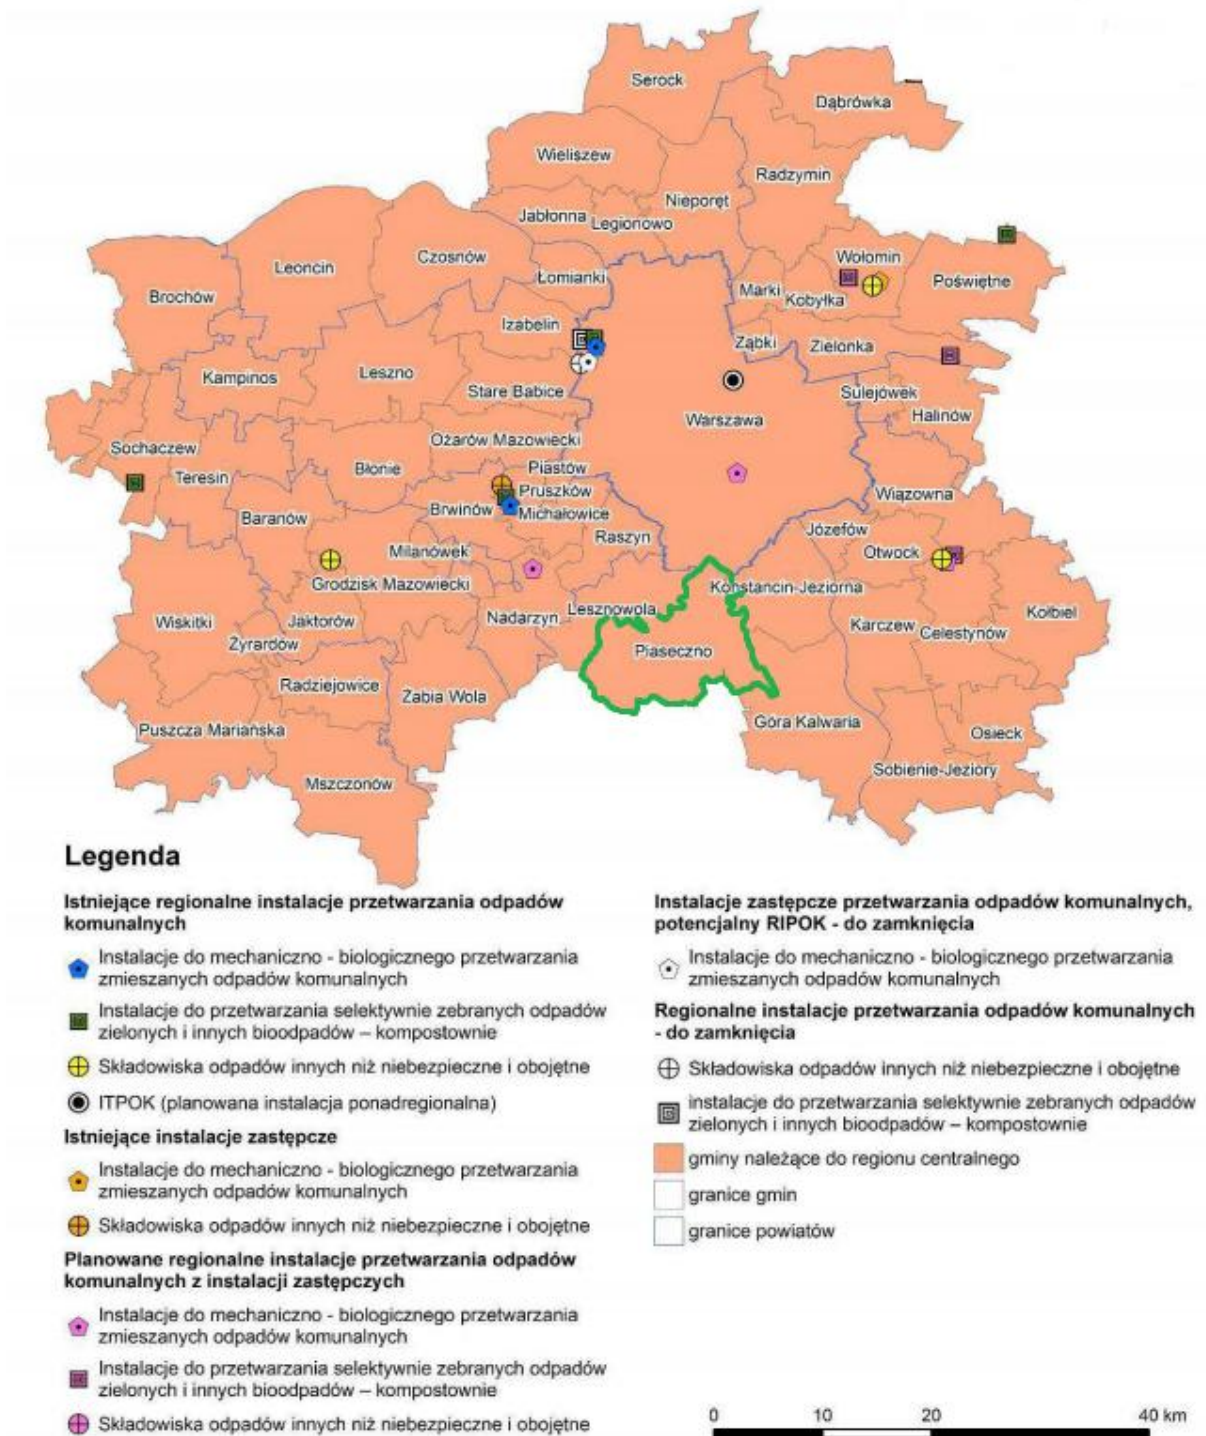 Serock
Dąbrówka
Wieliszew
Radzymin
Nieporęt
Jabłonna
Legionowo
Wołomin
Czosnów
Leoncin
Łomianki
Poświętne
Marki
Brochów
Kobyłka
Izabelin
Ząbki
Zielonka
Leszno
Kampinos
Stare Babice
Sulejówek
Halinów
Warszawa
Ożarów Mazowiecki
Sochaczew
Błonie
Piastów
Teresin
Pruszków
Wiązowna
Brwinów
Michałowice
Baranów
Józefów
Raszyn
Milanówek
Otwock
Grodzisk Mazowiecki
Konstancin-Jeziorna
Lesznowola
Kołbiel
Nadarzyn
Wiskitki
Jaktorów
Karczew
Celestynów
Żyrardów
Piaseczno
Radziejowice
Żabia Wola
Góra Kalwaria
Puszcza Mariańska
Osieck
Sobienie-Jeziory
Mszczonów
Legenda
Istniejące regionalne instalacje przetwarzania odpadów
komunalnych
Instalacje do mechaniczno - biologicznego przetwarzania
zmieszanych odpadów komunalnych
Instalacje do przetwarzania selektywnie zebranych odpadów
zielonych i innych bioodpadów – kompostownie
Składowiska odpadów innych niż niebezpieczne i obojętne
ITPOK (planowana instalacja ponadregionalna)
Istniejące instalacje zastępcze
Instalacje do mechaniczno - biologicznego przetwarzania
zmieszanych odpadów komunalnych
Składowiska odpadów innych niż niebezpieczne i obojętne
Planowane regionalne instalacje przetwarzania odpadów
komunalnych z instalacji zastępczych
Instalacje do mechaniczno - biologicznego przetwarzania
zmieszanych odpadów komunalnych
Instalacje do przetwarzania selektywnie zebranych odpadów
zielonych i innych bioodpadów – kompostownie
Składowiska odpadów innych niż niebezpieczne i obojętne
Instalacje zastępcze przetwarzania odpadów komunalnych,
potencjalny RIPOK - do zamknięcia
Instalacje do mechaniczno - biologicznego przetwarzania
zmieszanych odpadów komunalnych
Regionalne instalacje przetwarzania odpadów komunalnych
- do zamknięcia
Składowiska odpadów innych niż niebezpieczne i obojętne
instalacje do przetwarzania selektywnie zebranych odpadów
zielonych i innych bioodpadów – kompostownie
gminy należące do regionu centralnego
granice gmin
granice powiatów
0 10 20 40 km